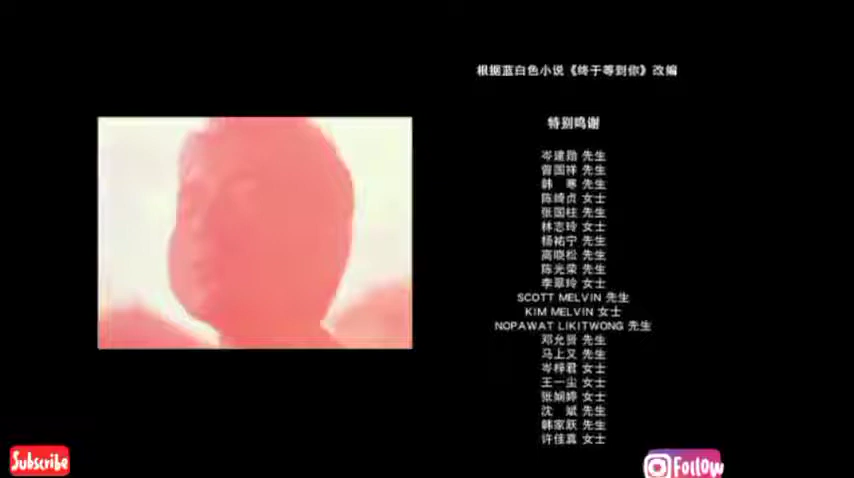 根据蓝白色小说《终于等到你》改编
特别鸣谢
岑建勋 先生
曾国祥 先生
韩 寒 先生
陈绮贞 女士
张国柱 先生
林志玲 女士
杨祐宁 先生
高晓松 先生
陈光荣 先生
李翠玲 女士
SCOTT MELVIN 先生
KIM MELVIN 女士
NOPAWAT LIKITWONG 先生
邓允晋 先生
马上又 先生
岑梓君 女士
王一尘 女士
张娴婷 女士
沈 斌 先生
韩家跃 先生
许佳真 女士
Subscribe
Follow